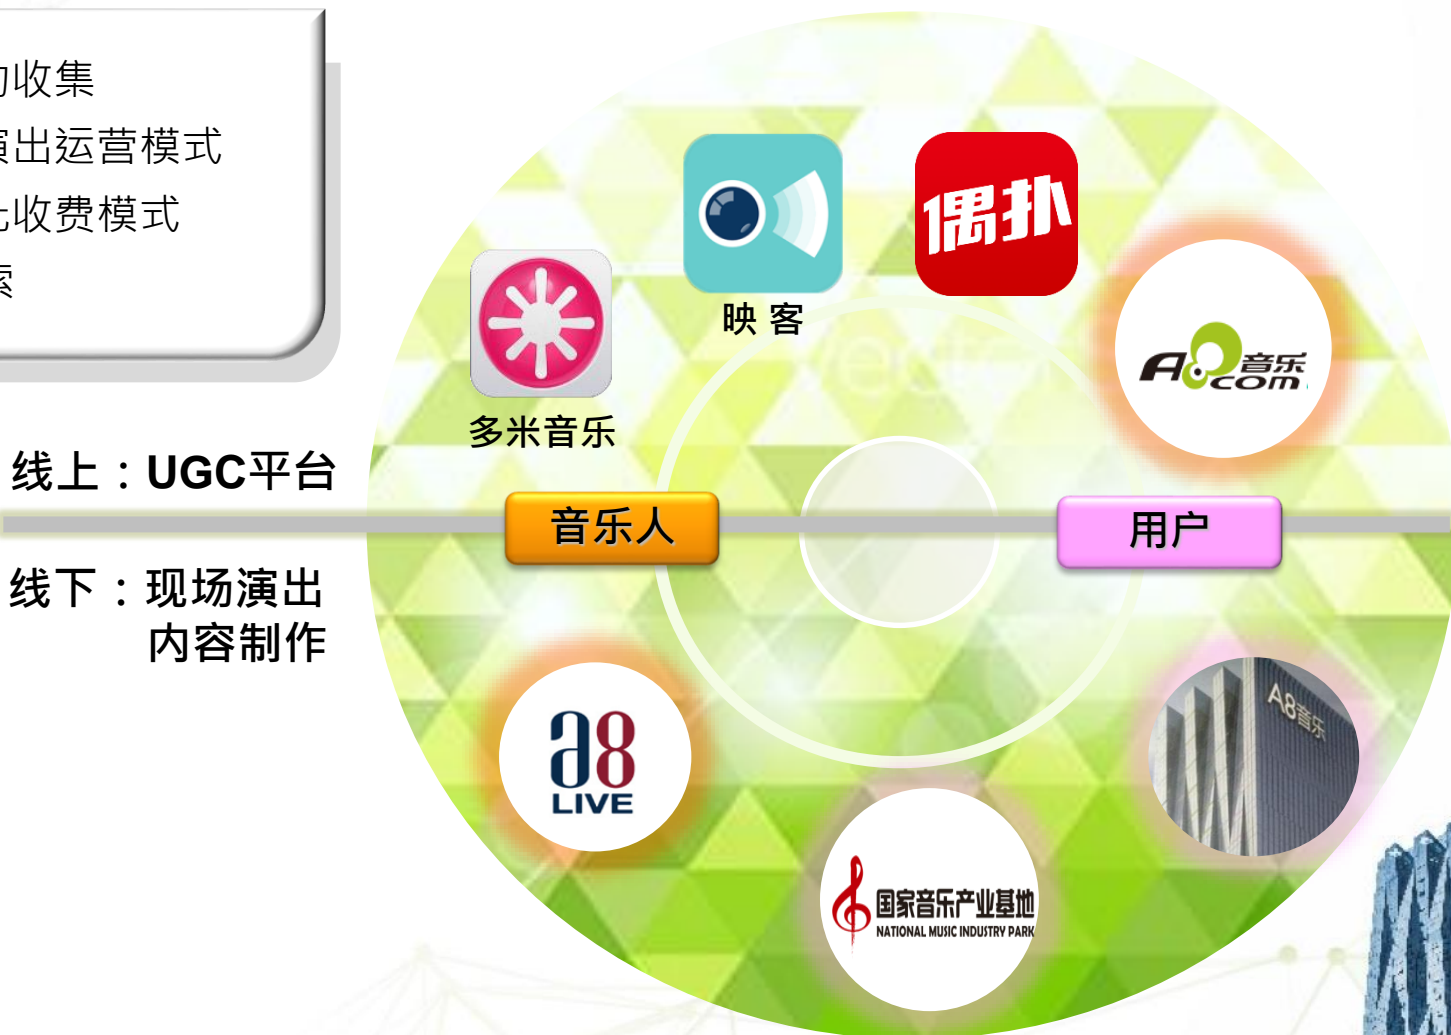 收集
出运营模式
收费模式
偶扑
映 客
A8音乐
.com
多米音乐
线上：UGC平台
音乐人
用户
线下：现场演出
内容制作
A8音乐
a8
LIVE
国家音乐产业基地
NATIONAL MUSIC INDUSTRY PARK